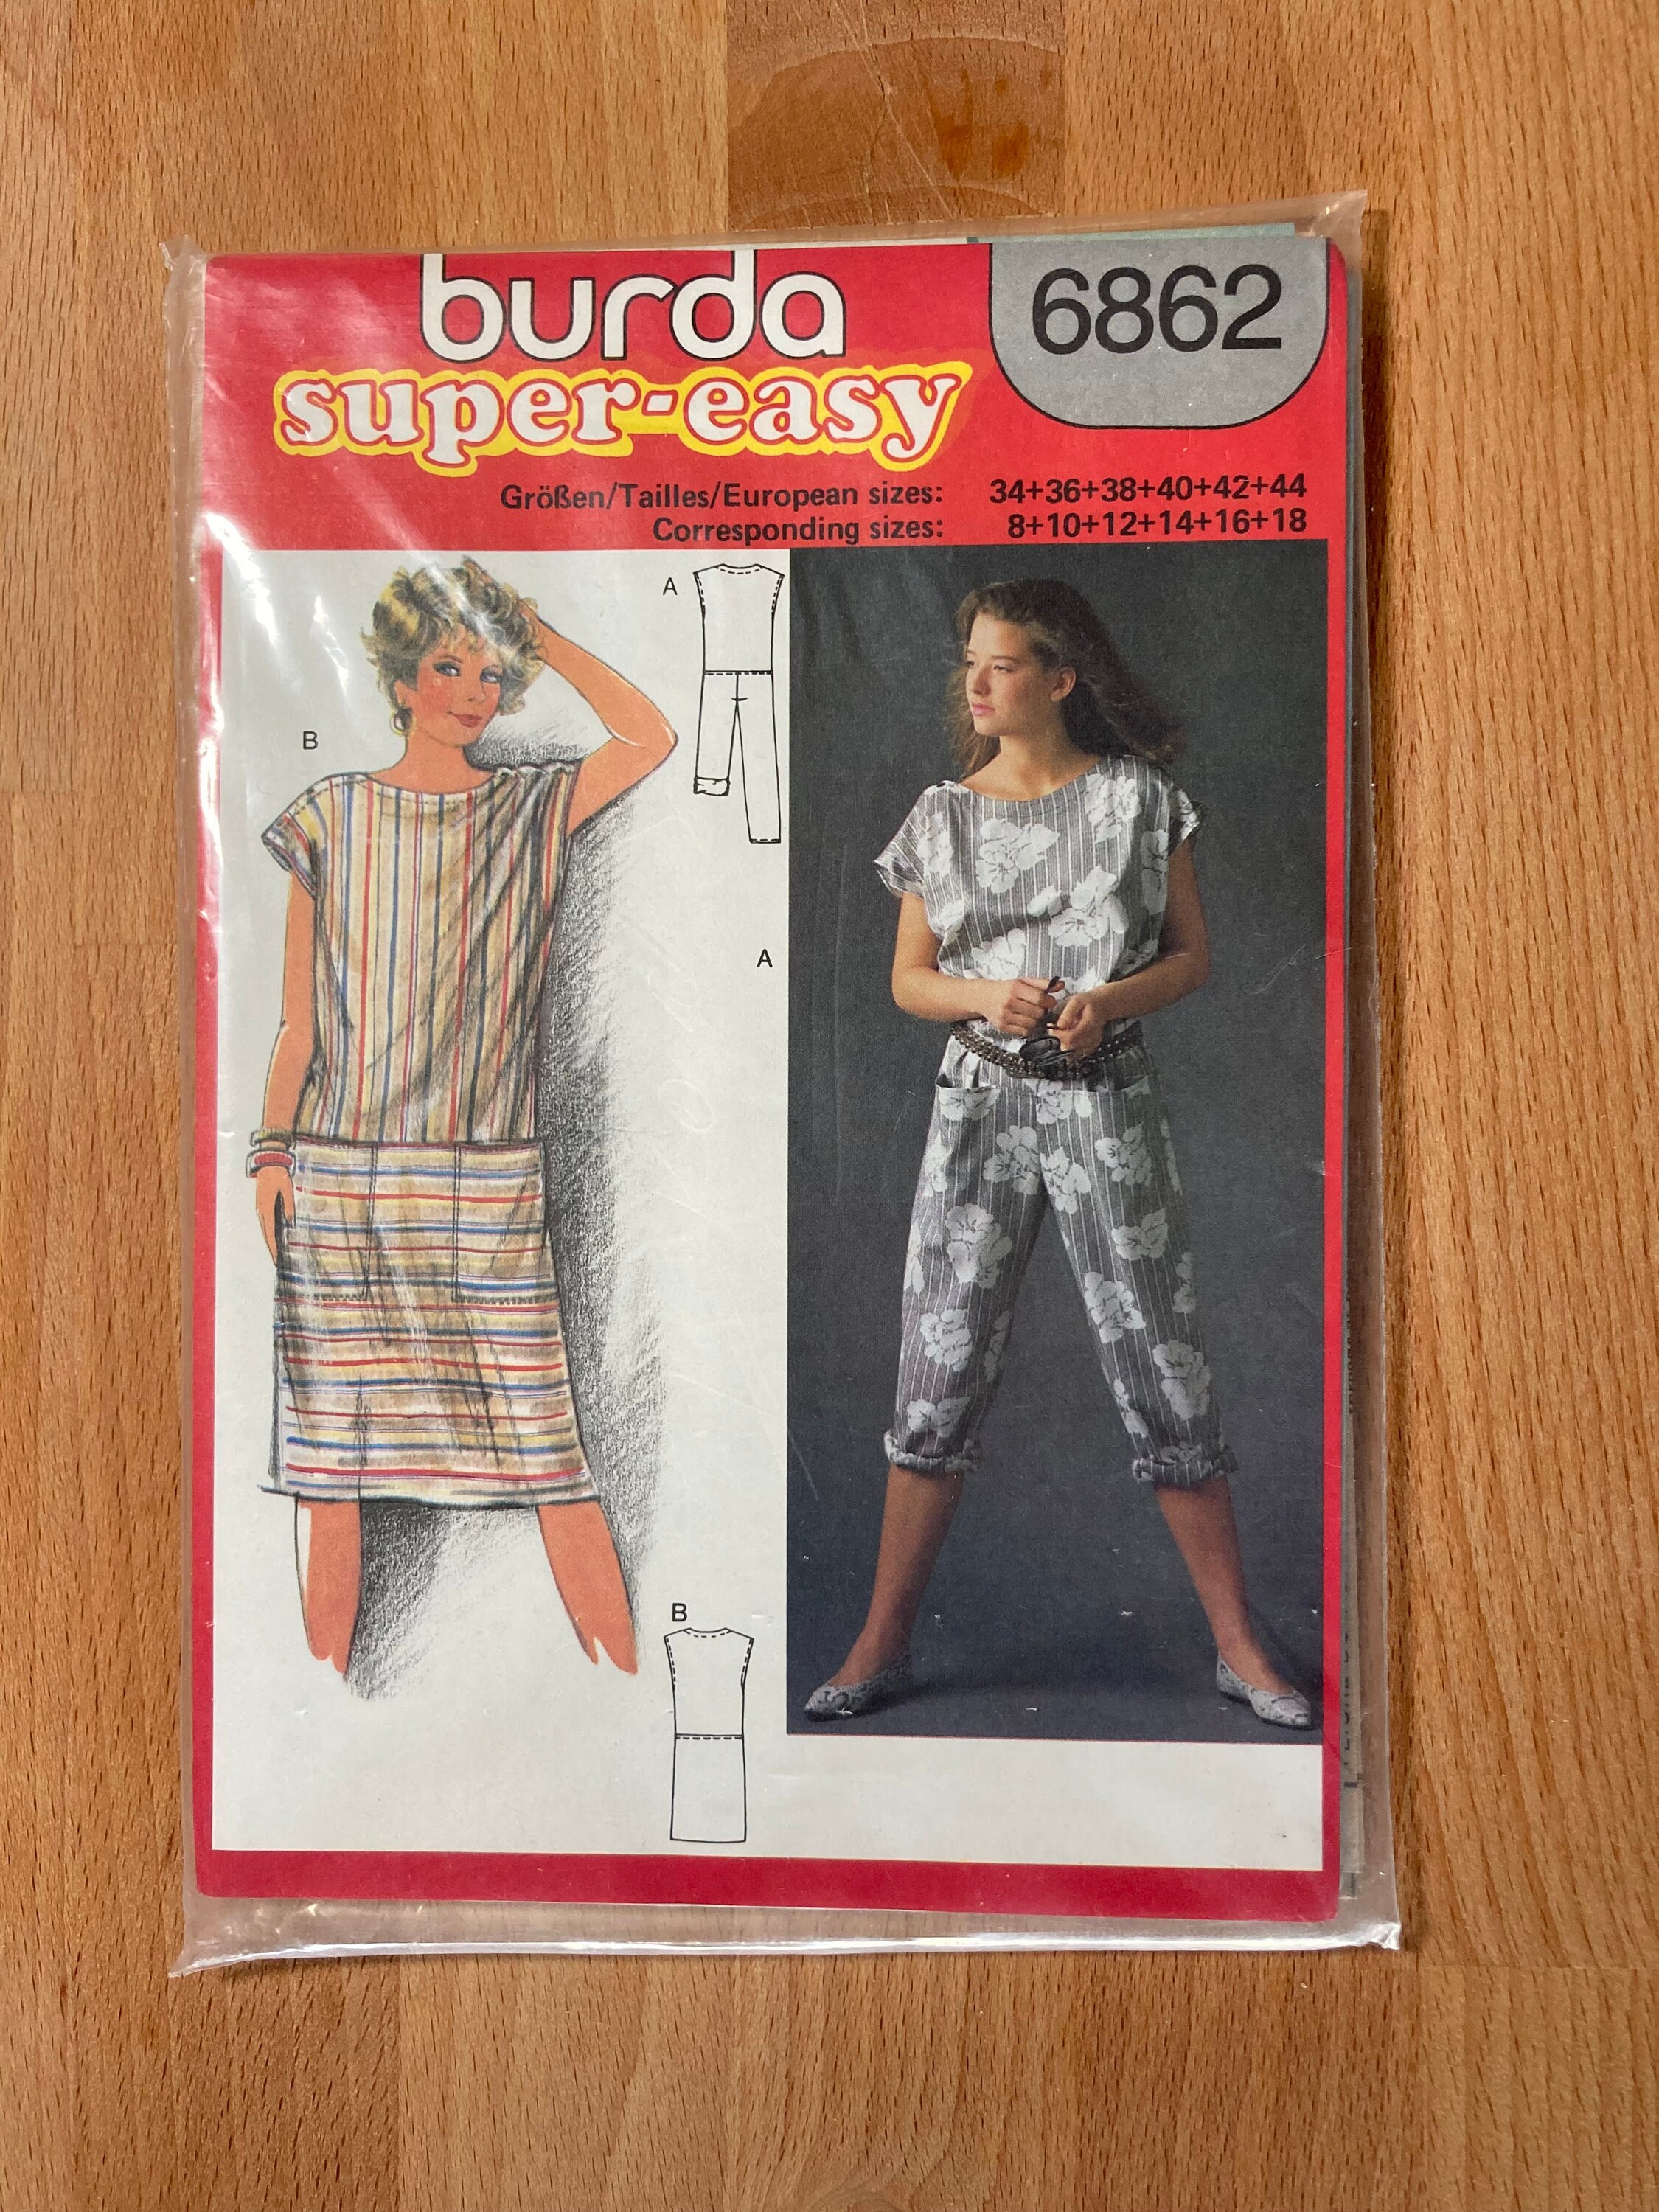 burda
6862
super-easy
Größen/Tailles/European sizes: 34+36+38+40+42+44
Corresponding sizes: 8+10+12+14+16+18
A
B
A
B